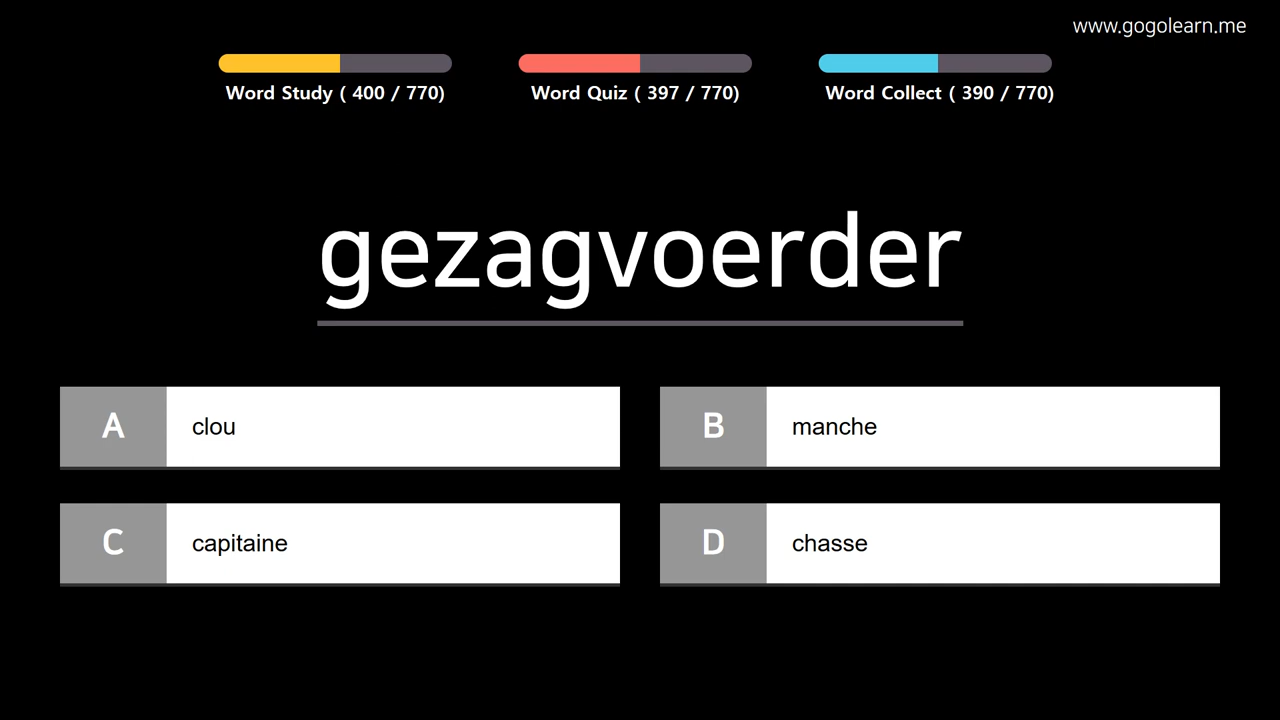 www.gogolearn.me
Word Study ( 400 / 770)
Word Quiz ( 397 / 770)
Word Collect ( 390 / 770)
gezagvoerder
A clou
B manche
C capitaine
D chasse